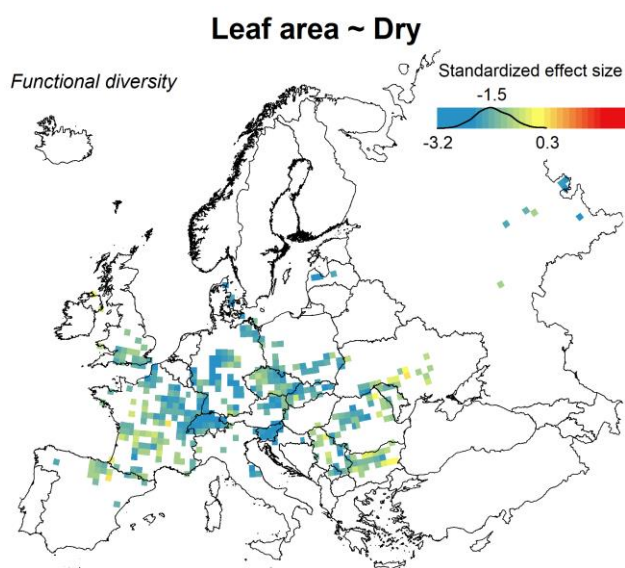 Leaf area ~ Dry
Functional diversity
Standardized effect size
-1.5
-3.2
0.3